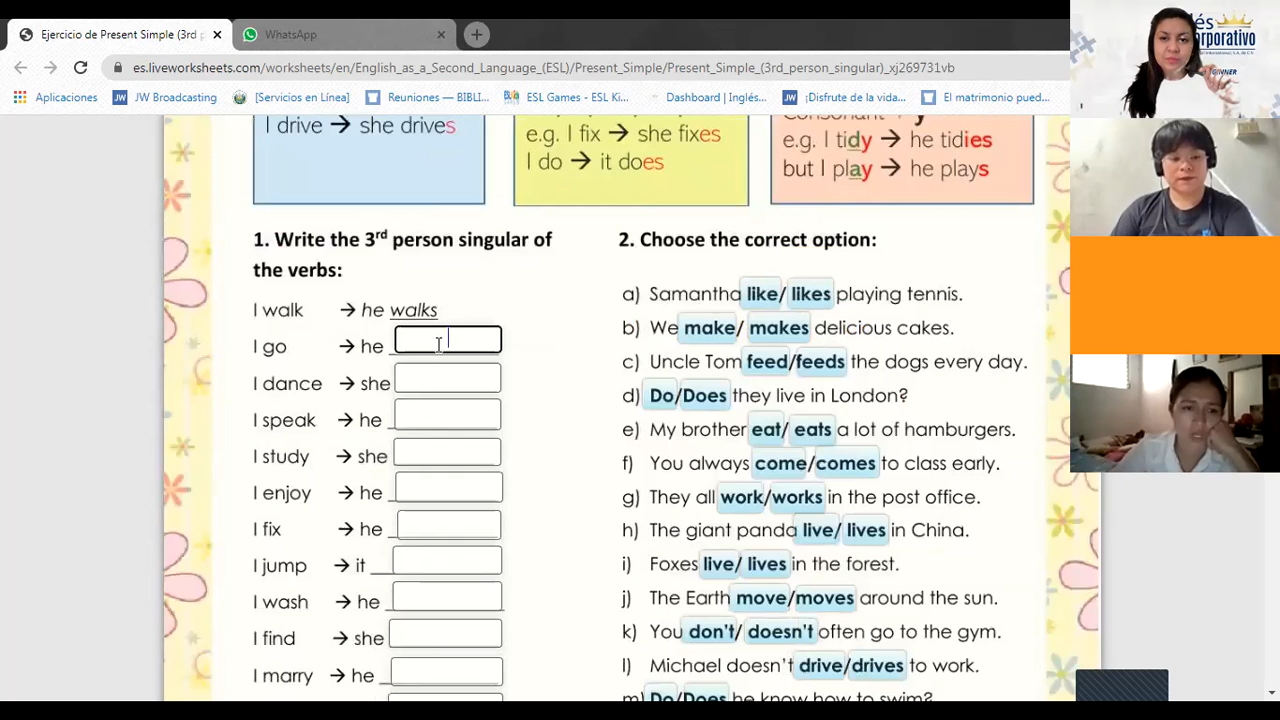 Ejercicio de Present Simple (3rd p
WhatsApp
es.liveworksheets.com/worksheets/en/English_as_a_Second_Language_(ESL)/Present_Simple/Present_Simple_(3rd_person_singular)_xj269731vb
Aplicaciones JW Broadcasting [Servicios en Línea] Reuniones — BIBLI... ESL Games - ESL Ki... Dashboard | Inglés... ¡Disfrute de la vida... El matrimonio pued...
I drive → she drives
e.g. I fix → she fixes
I do → it does
Consonant + y
e.g. I tidy → he tidies
but I play → he plays
1. Write the 3rd person singular of
the verbs:
I walk → he walks
I go → he
I dance → she
I speak → he
I study → she
I enjoy → he
I fix → he
I jump → it
I wash → he
I find → she
I marry → he
2. Choose the correct option:
a) Samantha like/ likes playing tennis.
b) We make/ makes delicious cakes.
c) Uncle Tom feed/feeds the dogs every day.
d) Do/Does they live in London?
e) My brother eat/ eats a lot of hamburgers.
f) You always come/comes to class early.
g) They all work/works in the post office.
h) The giant panda live/ lives in China.
i) Foxes live/ lives in the forest.
j) The Earth move/moves around the sun.
k) You don't/ doesn't often go to the gym.
l) Michael doesn't drive/drives to work.
m) Do/Does he know how to swim?